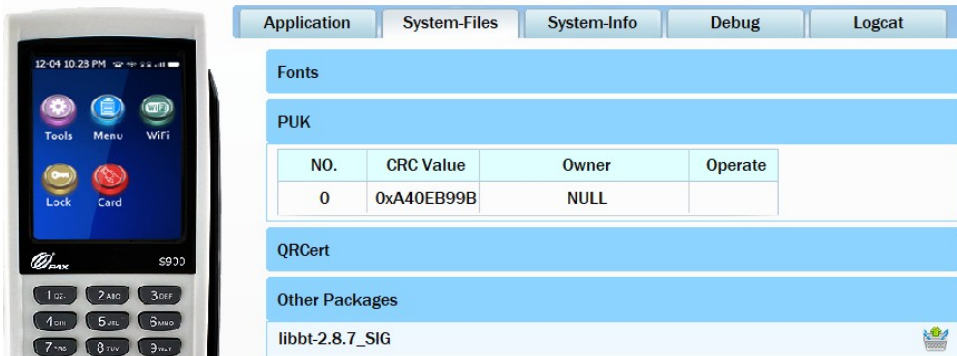 Application System-Files System-Info Debug Logcat
12-04 10.23 PM
Tools Menu WiFi
Lock Card
PAX S900
Fonts
PUK
NO. CRC Value Owner Operate
0 0xA40EB99B NULL
QRCert
Other Packages
libbt-2.8.7_SIG
1 QZ. 2 ABC 3 DEF
4 GHI 5 JKL 6 MNO
7 8 TUV 9